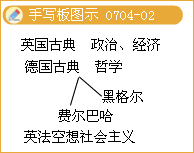 手写板图示 0704-02
英国古典 政治、经济
德国古典 哲学
黑格尔
费尔巴哈
英法空想社会主义